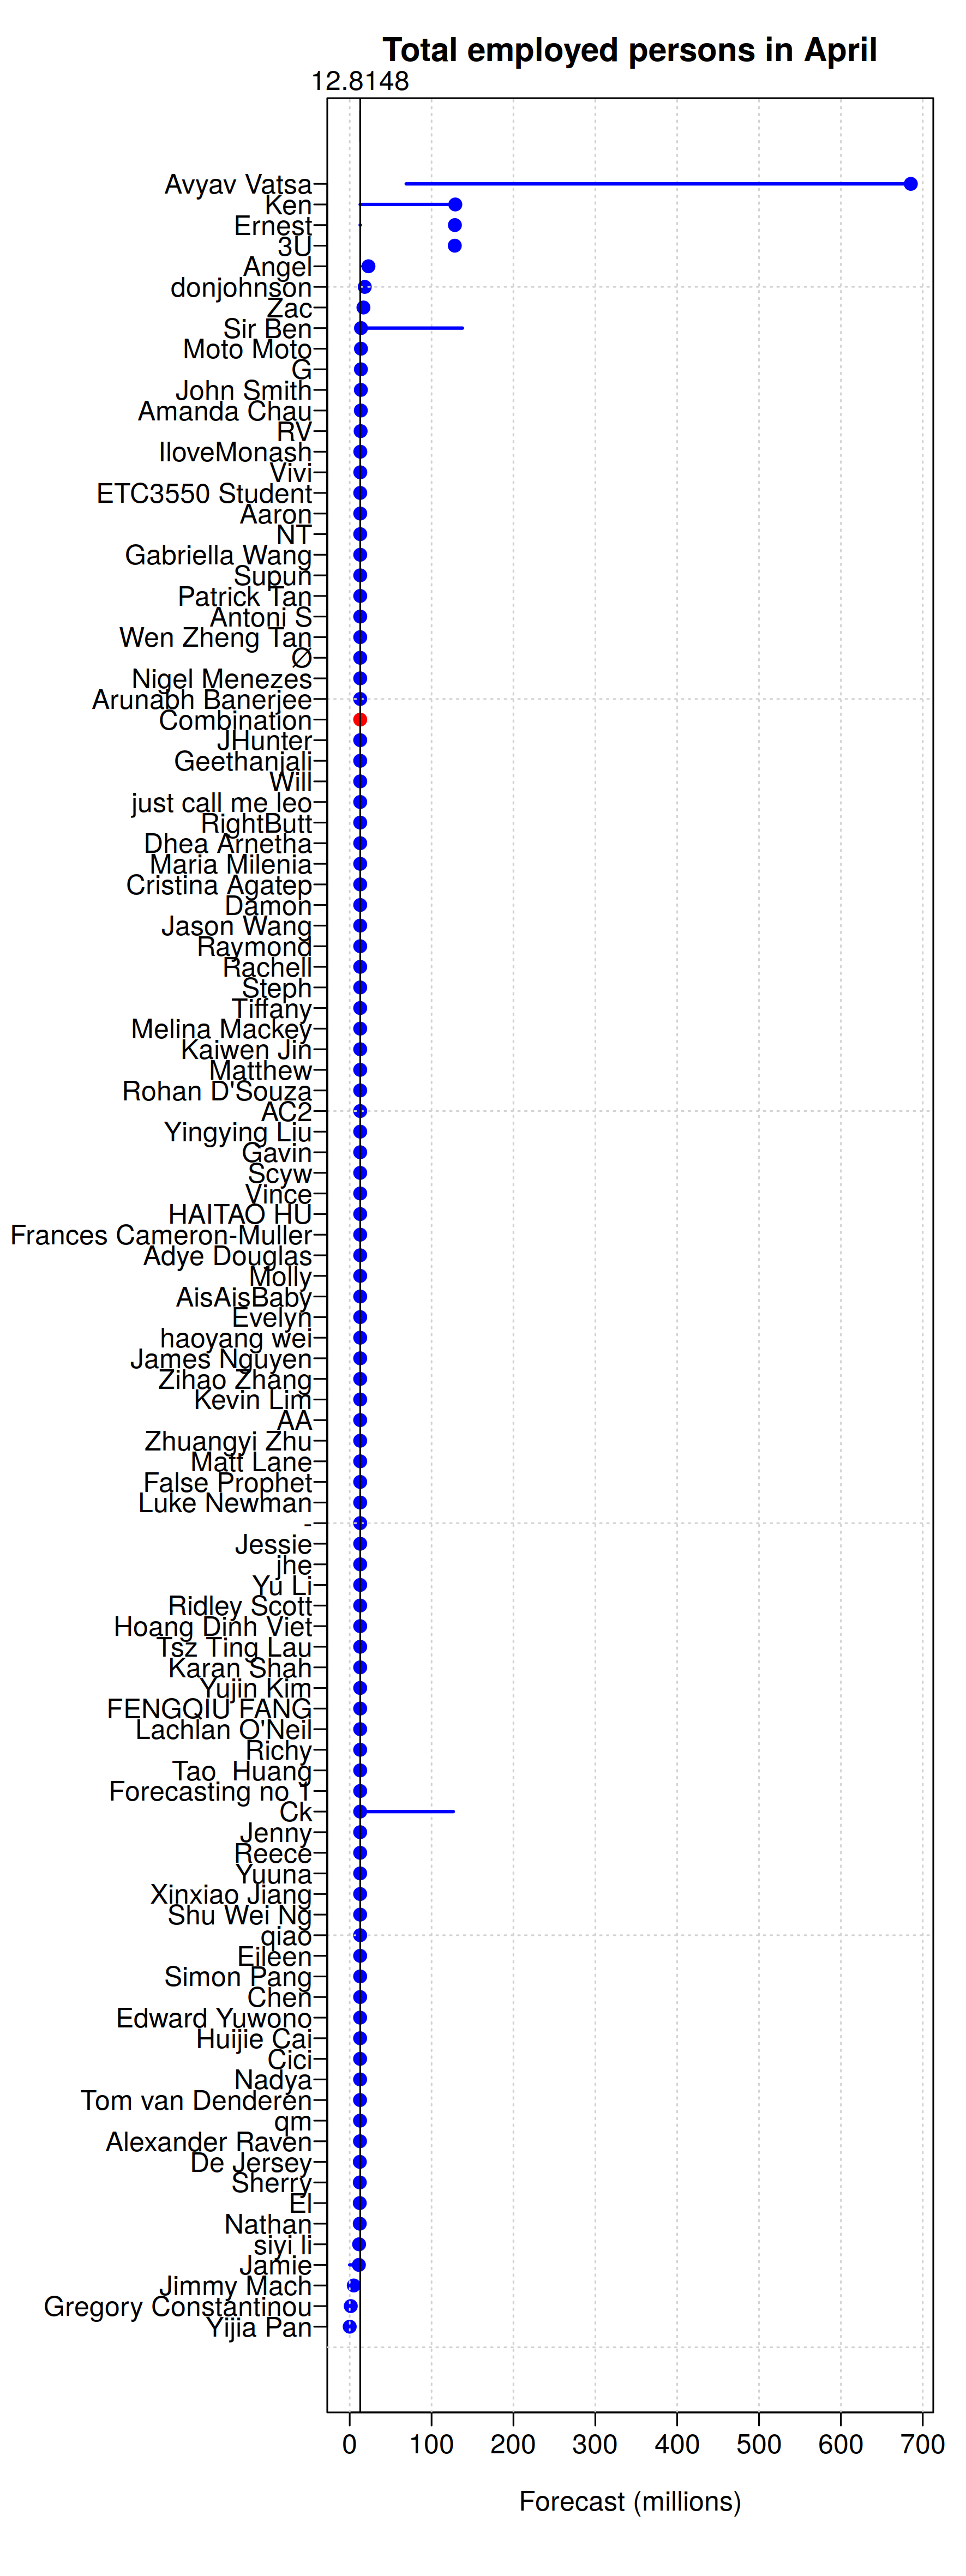 Total employed persons in April
12.8148
Avyav Vatsa
Ken
Ernest
3U
Angel
donjohnson
Zac
Sir Ben
Moto Moto
G
John Smith
Amanda Chau
RV
IloveMonash
Vivi
ETC3550 Student
Aaron
NT
Gabriella Wang
Supun
Patrick Tan
Antoni S
Wen Zheng Tan
Ø
Nigel Menezes
Arunabh Banerjee
Combination
JHunter
Geethanjali
Will
just call me leo
RightButt
Dhea Arnetha
Maria Milenia
Cristina Agatep
Damon
Jason Wang
Raymond
Rachell
Steph
Tiffany
Melina Mackey
Kaiwen Jin
Matthew
Rohan D'Souza
AC2
Yingying Liu
Gavin
Scyw
Vince
HAITAO HU
Frances Cameron-Muller
Adye Douglas
Molly
AisAisBaby
Evelyn
haoyang wei
James Nguyen
Zihao Zhang
Kevin Lim
AA
Zhuangyi Zhu
Matt Lane
False Prophet
Luke Newman
-
Jessie
jhe
Yu Li
Ridley Scott
Hoang Dinh Viet
Tsz Ting Lau
Karan Shah
Yujin Kim
FENGQIU FANG
Lachlan O'Neil
Richy
Tao  Huang
Forecasting no 1
Ck
Jenny
Reece
Yuuna
Xinxiao Jiang
Shu Wei Ng
qiao
Eileen
Simon Pang
Chen
Edward Yuwono
Huijie Cai
Cici
Nadya
Tom van Denderen
qm
Alexander Raven
De Jersey
Sherry
El
Nathan
siyi li
Jamie
Jimmy Mach
Gregory Constantinou
Yijia Pan
0 100 200 300 400 500 600 700
Forecast (millions)